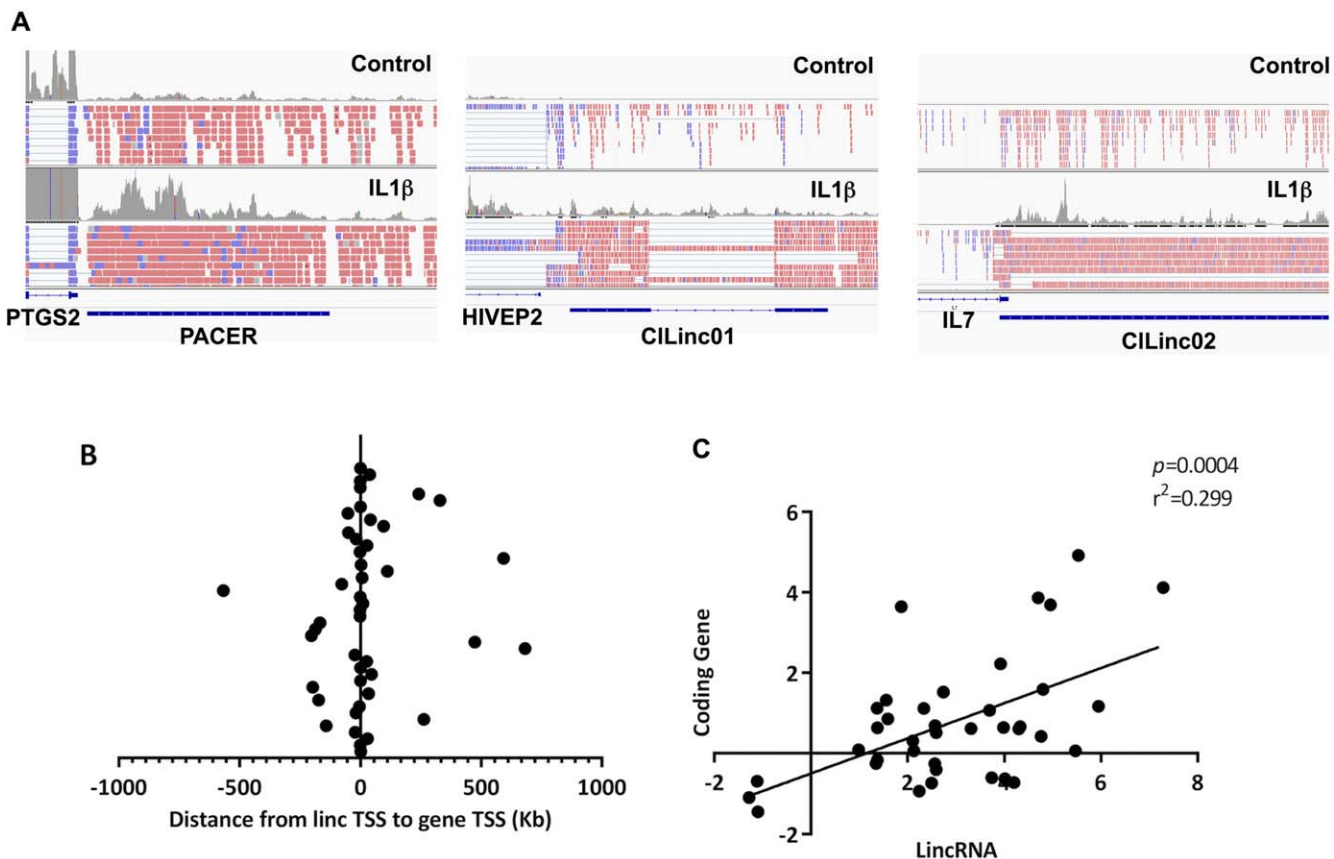 A
Control
Control
Control
IL1β
IL1β
IL1β
PTGS2
PACER
HIVEP2
CILinc01
IL7
CILinc02
B
-1000
-500
0
500
1000
Distance from linc TSS to gene TSS (Kb)
C
p=0.0004
r²=0.299
6
4
2
-2
2
4
6
8
-2
Coding Gene
LincRNA